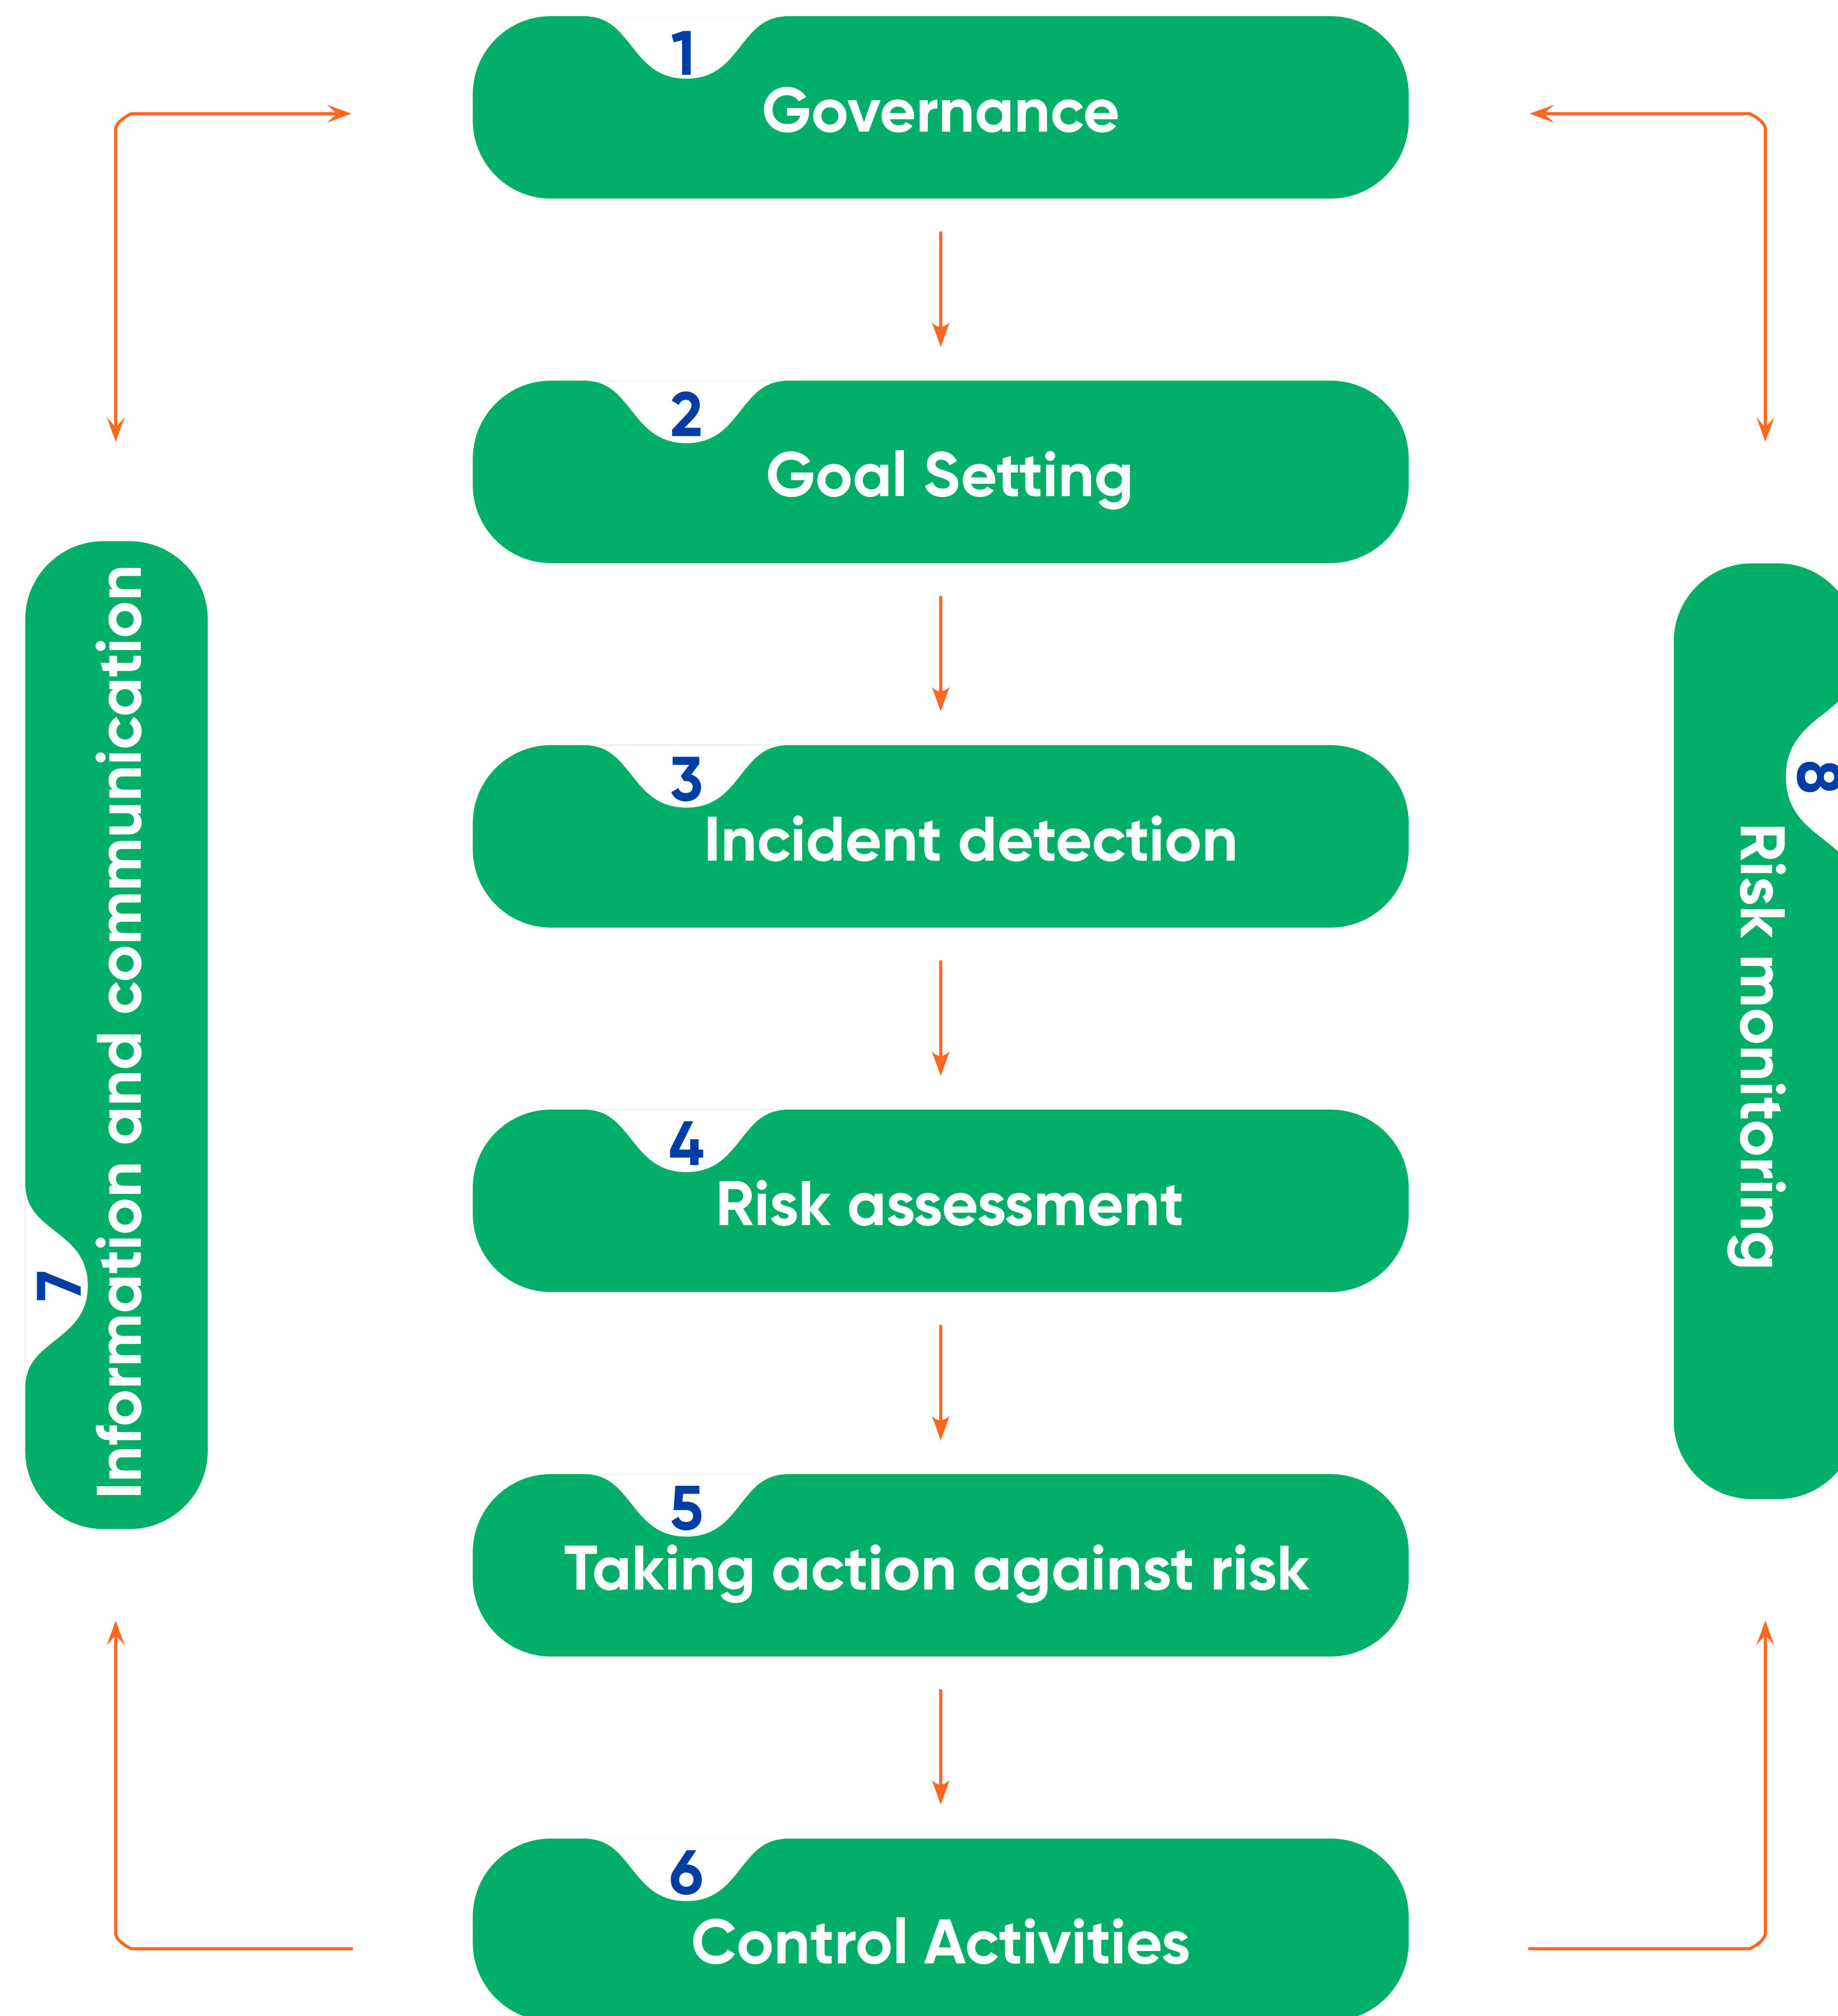 1
Governance
2
Goal Setting
3
Incident detection
4
Risk assessment
5
Taking action against risk
6
Control Activities
7
Information and communication
8
Risk monitoring